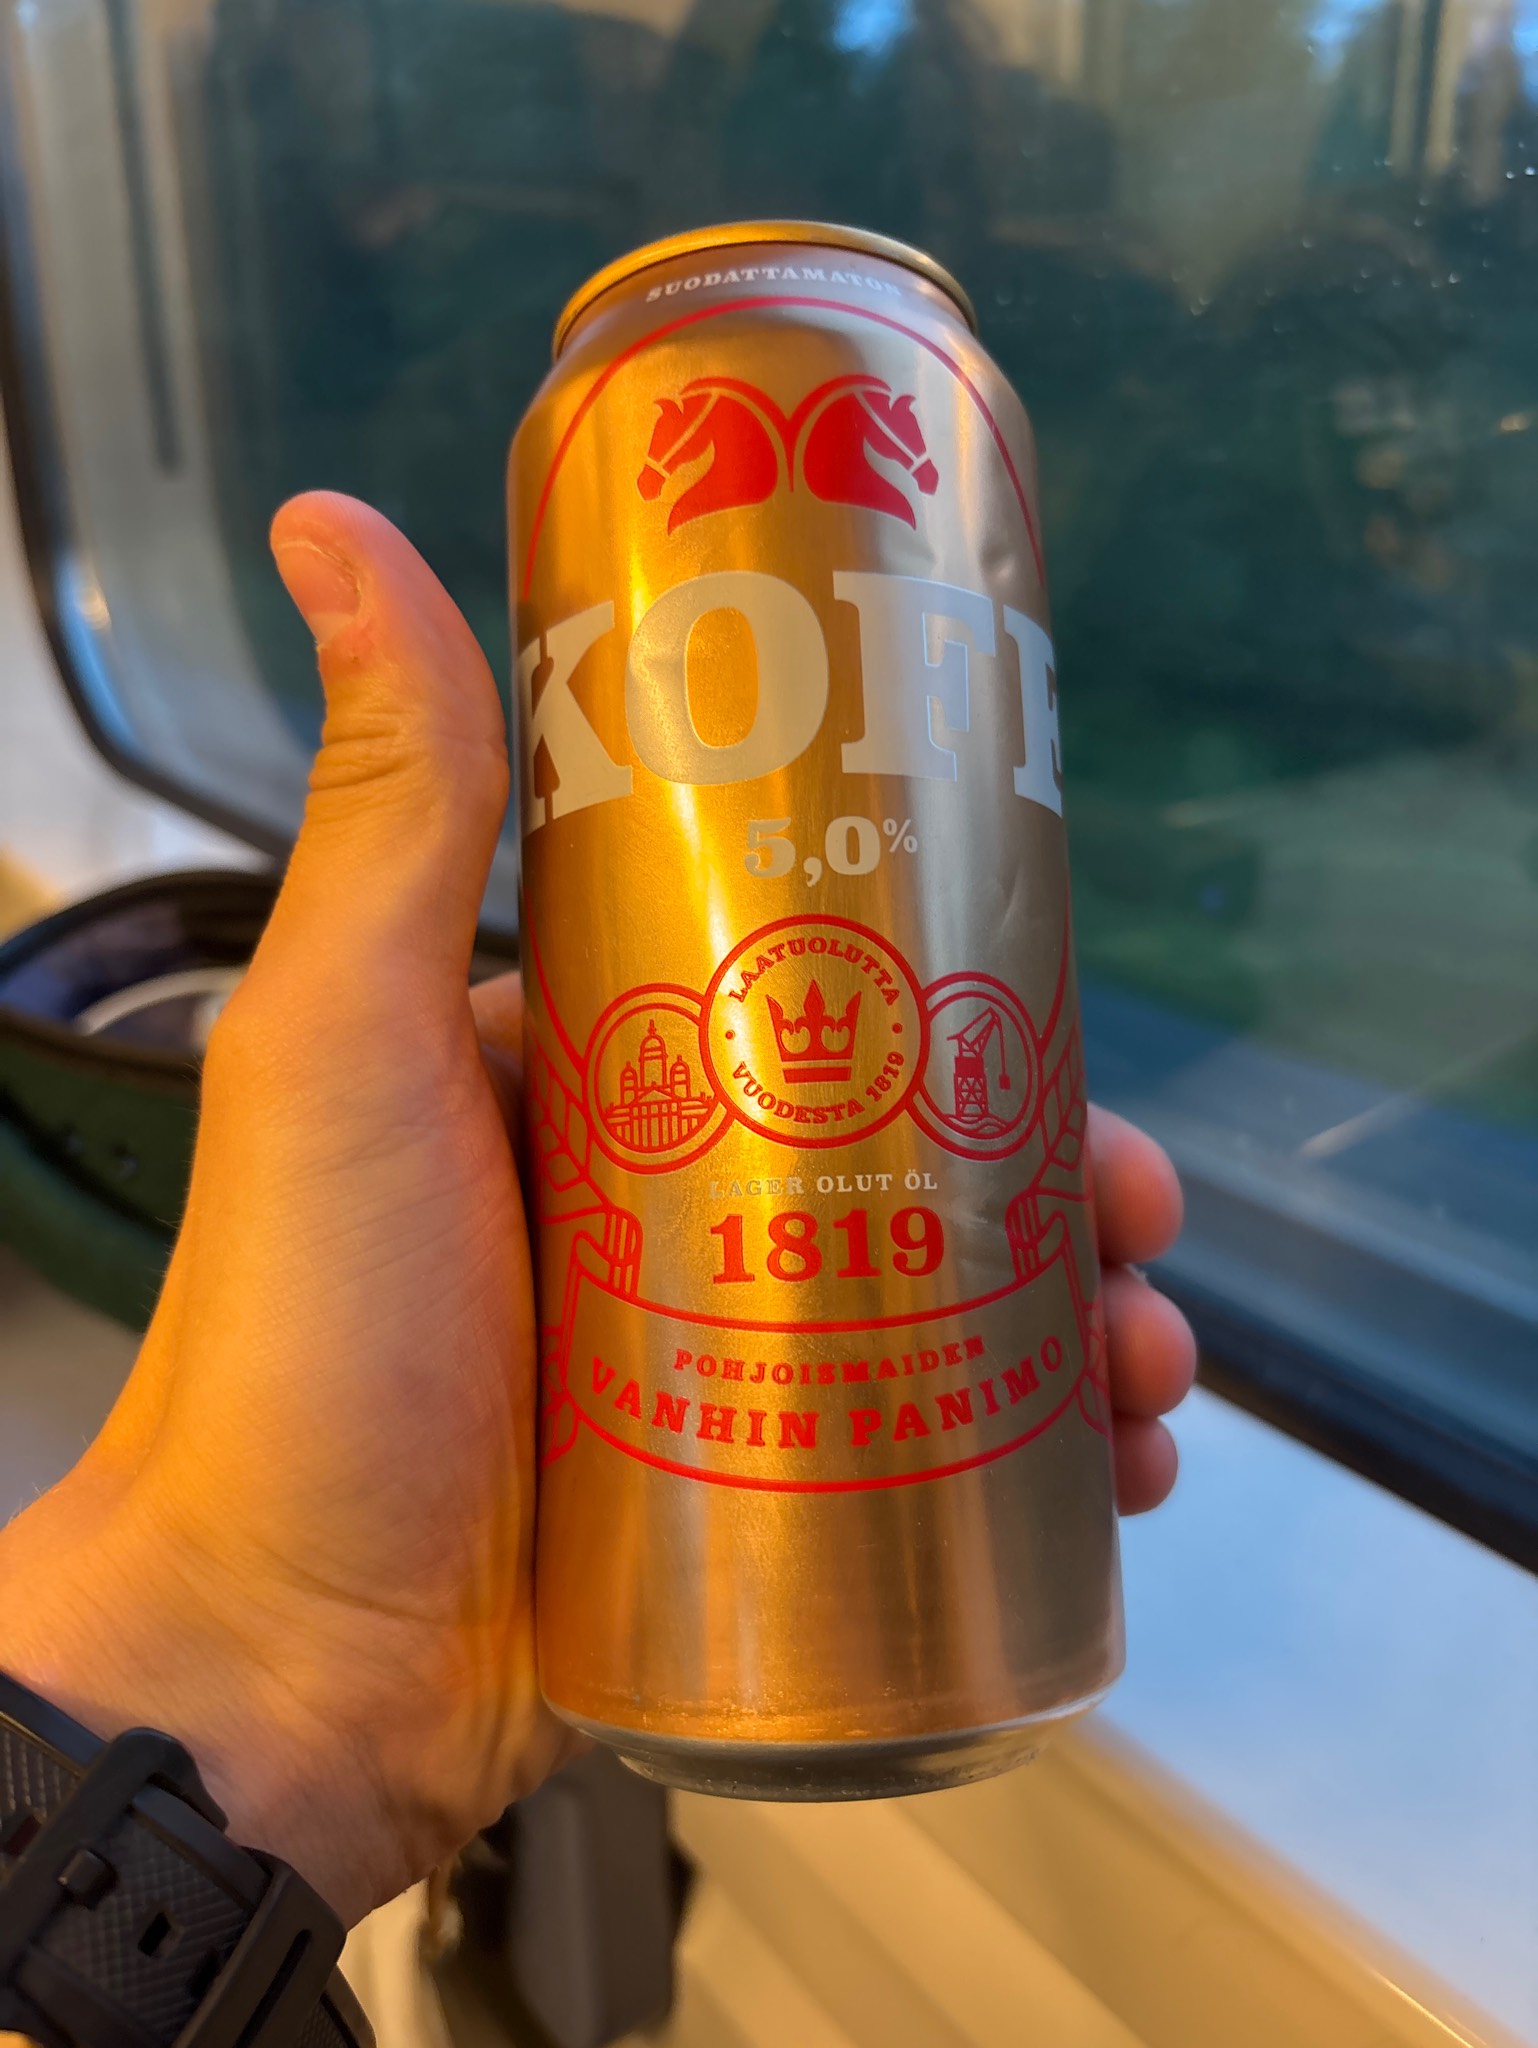 SUODATTAMATON
KOFF
5,0%
LAATUOLUTTA
VUODESTA 1819
LAGER OLUT ÖL
1819
POHJOISMAIDEN
VANHIN PANIMO